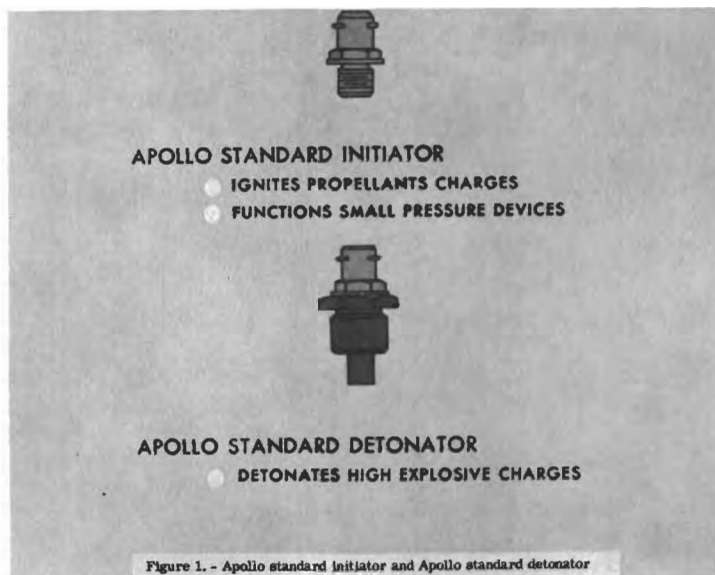 APOLLO STANDARD INITIATOR
IGNITES PROPELLANTS CHARGES
FUNCTIONS SMALL PRESSURE DEVICES
APOLLO STANDARD DETONATOR
DETONATES HIGH EXPLOSIVE CHARGES
Figure 1. - Apollo standard initiator and Apollo standard detonator